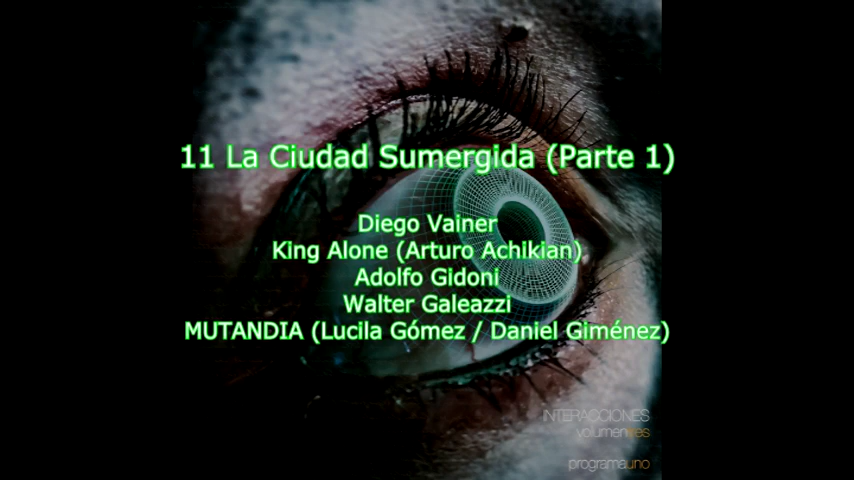 11 La Ciudad Sumergida (Parte 1)
Diego Vainer
King Alone (Arturo Achikian)
Adolfo Gidoni
Walter Galeazzi
MUTANDIA (Lucila Gómez / Daniel Giménez)
INTERACCIONES
volumentres
programauno